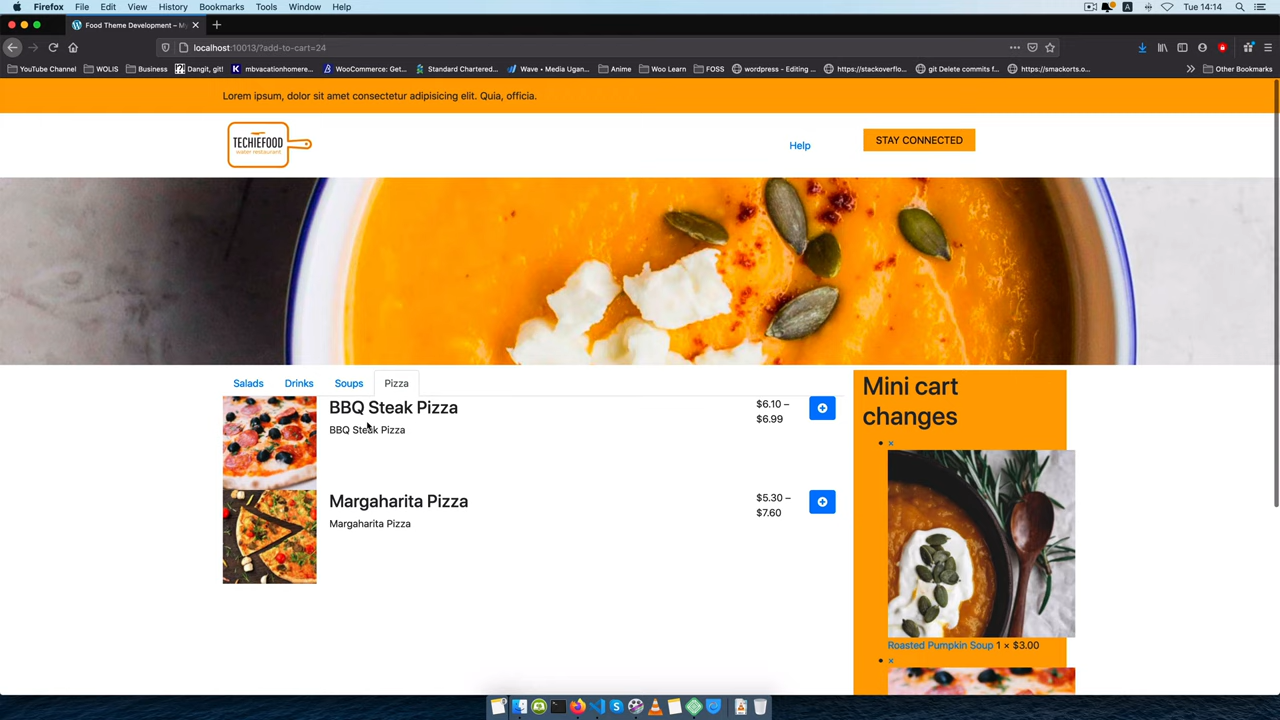 Firefox File Edit View History Bookmarks Tools Window Help Tue 14:14
Food Theme Development – My
localhost:10013/?add-to-cart=24
YouTube Channel WOLIS Business Dangit, git! mbvacationhomere... WooCommerce: Get... Standard Chartered... Wave • Media Ugan... Anime Woo Learn FOSS wordpress - Editing ... https://stackoverflo... git Delete commits f... https://smackorts.o... Other Bookmarks
Lorem ipsum, dolor sit amet consectetur adipisicing elit. Quia, officia.
TECHIEFOOD
water restaurant
Help
STAY CONNECTED
Salads Drinks Soups Pizza
BBQ Steak Pizza
BBQ Steak Pizza
$6.10 –
$6.99
Margaharita Pizza
Margaharita Pizza
$5.30 –
$7.60
Mini cart
changes
×
Roasted Pumpkin Soup 1 × $3.00
×